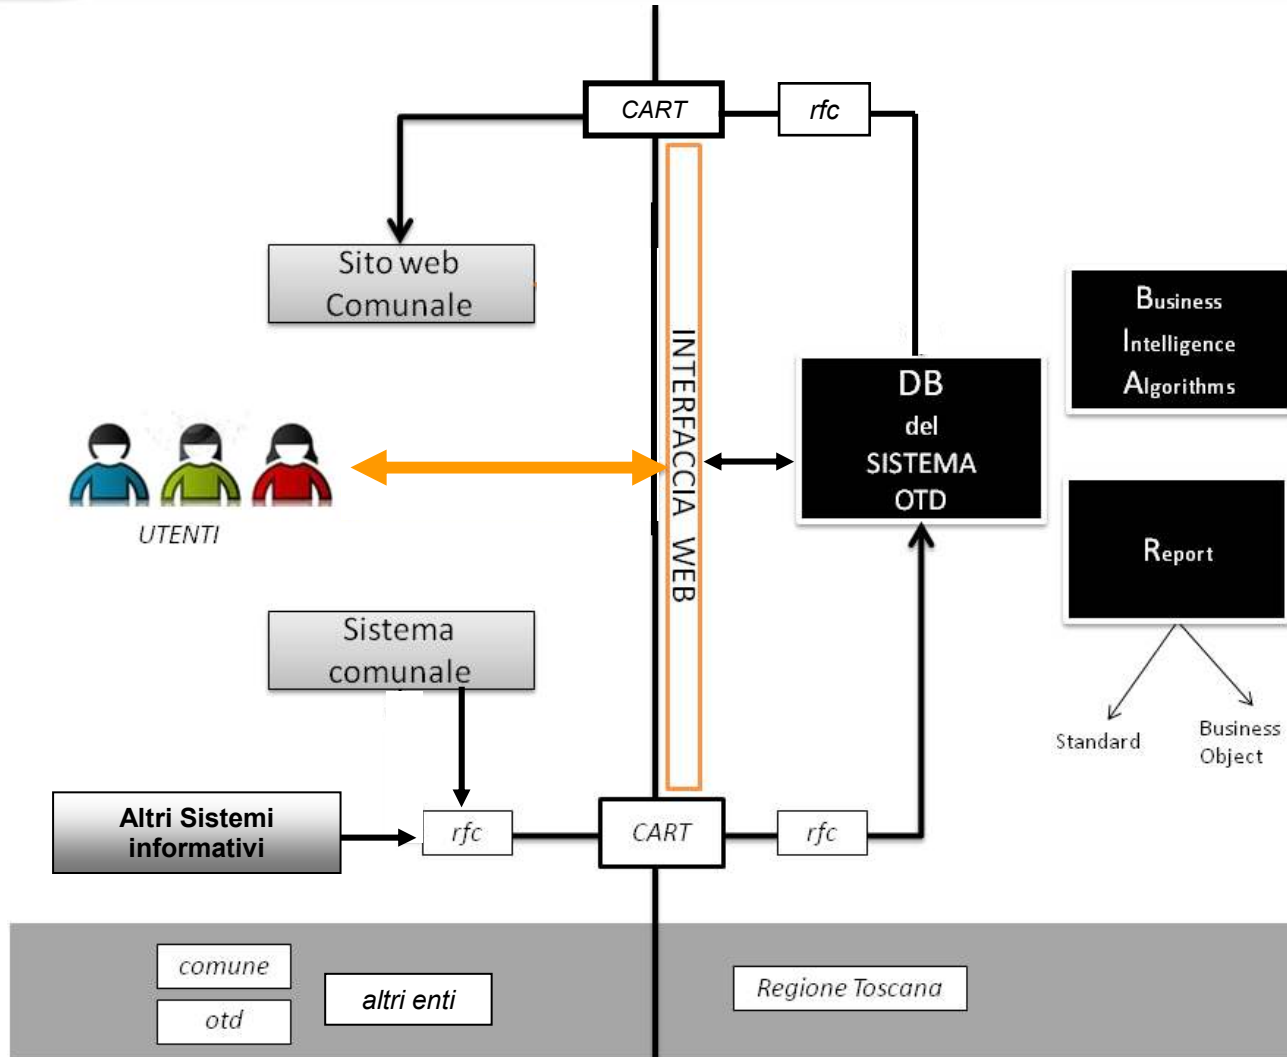 CART
rfc
Sito web
Comunale
Business
Intelligence
Algorithms
INTERFACCIA WEB
DB
del
SISTEMA
OTD
UTENTI
Report
Sistema
comunale
Standard
Business
Object
Altri Sistemi
informativi
rfc
CART
rfc
comune
otd
altri enti
Regione Toscana